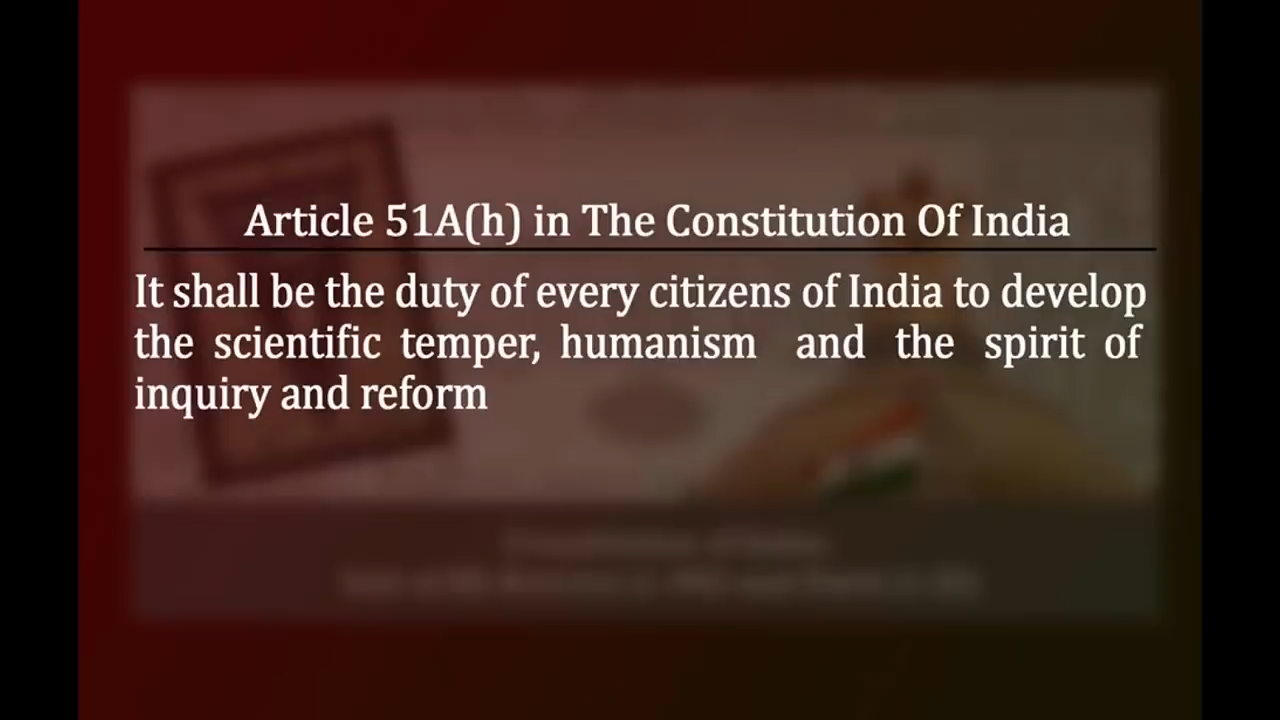 Article 51A(h) in The Constitution Of India
It shall be the duty of every citizens of India to develop
the scientific temper, humanism and the spirit of
inquiry and reform